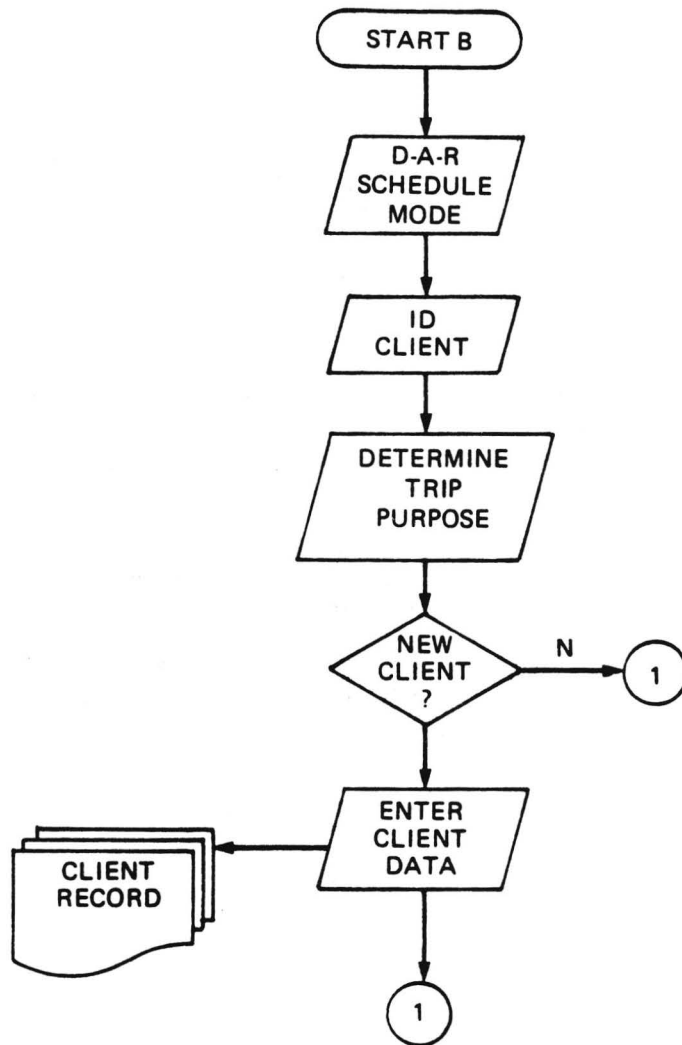 START B
D-A-R
SCHEDULE
MODE
ID
CLIENT
DETERMINE
TRIP
PURPOSE
NEW
CLIENT
?
N
1
ENTER
CLIENT
DATA
CLIENT
RECORD
1